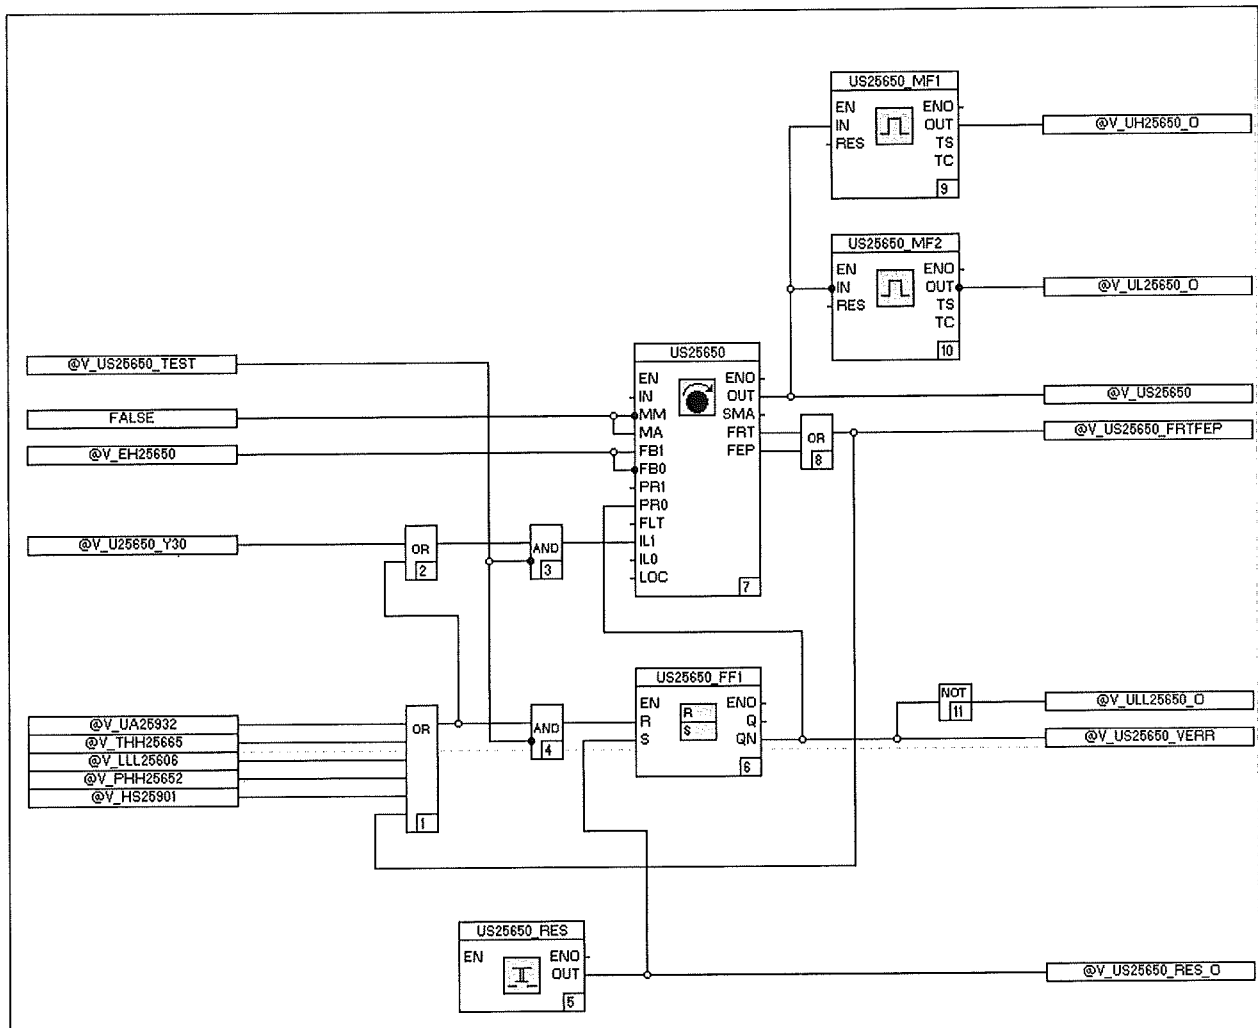 US25650_MF1
EN
ENO
IN
OUT
RES
TS
TC
9
@V_UH25650_O
US25650_MF2
EN
ENO
IN
OUT
RES
TS
TC
10
@V_UL25650_O
@V_US25650_TEST
FALSE
@V_EH25650
@V_U25650_Y30
US25650
EN
ENO
IN
OUT
MM
SMA
MA
FRT
FB1
FEP
FB0
PR1
PR0
FLT
IL1
IL0
LOC
7
OR
8
@V_US25650
@V_US25650_FRTFEP
OR
2
AND
3
@V_UA25932
@V_THH25665
@V_LLL25606
@V_PHH25652
@V_HS25901
OR
1
AND
4
US25650_FF1
EN
ENO
R
R
Q
S
S
QN
6
NOT
11
@V_ULL25650_O
@V_US25650_VERR
US25650_RES
EN
ENO
OUT
5
@V_US25650_RES_O